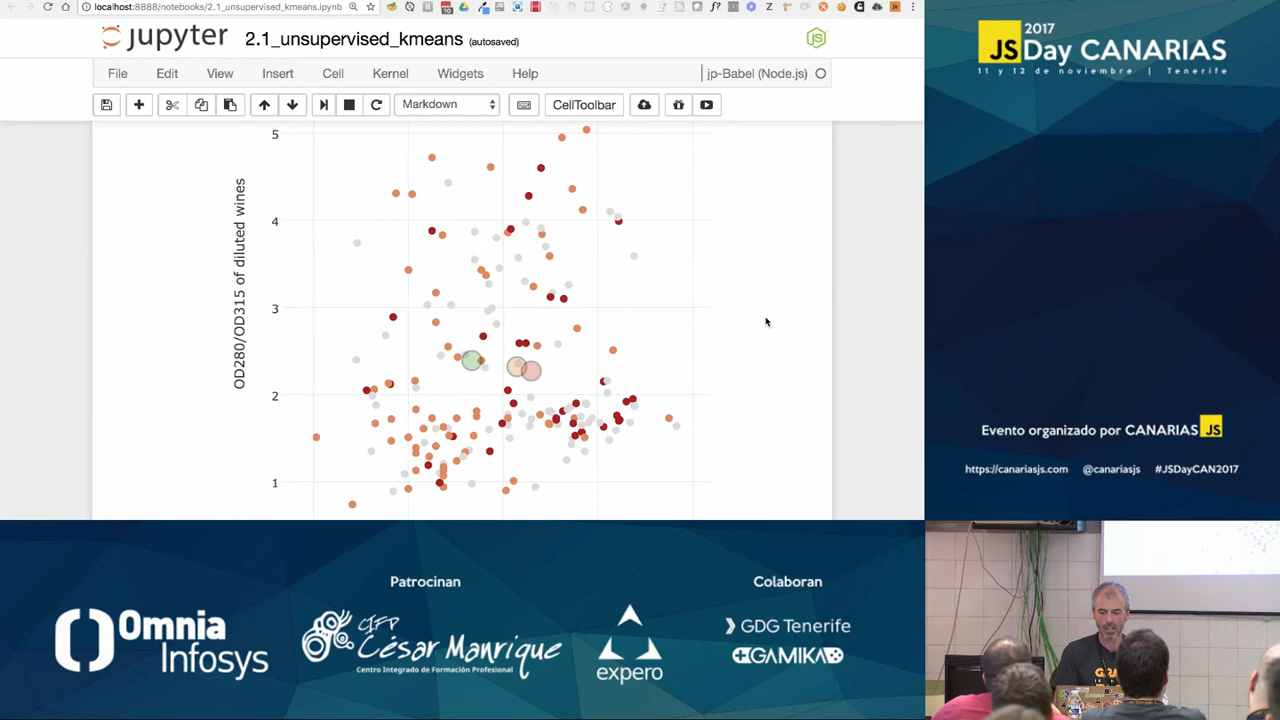 localhost:8888/notebooks/2.1_unsupervised_kmeans.ipynb
jupyter 2.1_unsupervised_kmeans (autosaved)
File Edit View Insert Cell Kernel Widgets Help
jp-Babel (Node.js)
Markdown
CellToolbar
OD280/OD315 of diluted wines
5
4
3
2
1
2017
JSDay CANARIAS
11 y 12 de noviembre | Tenerife
Evento organizado por CANARIAS JS
https://canariasjs.com @canariasjs #JSDayCAN2017
Patrocinan
Omnia
Infosys
CIFP
César Manrique
Centro Integrado de Formación Profesional
expero
Colaboran
GDG Tenerife
GAMIKA